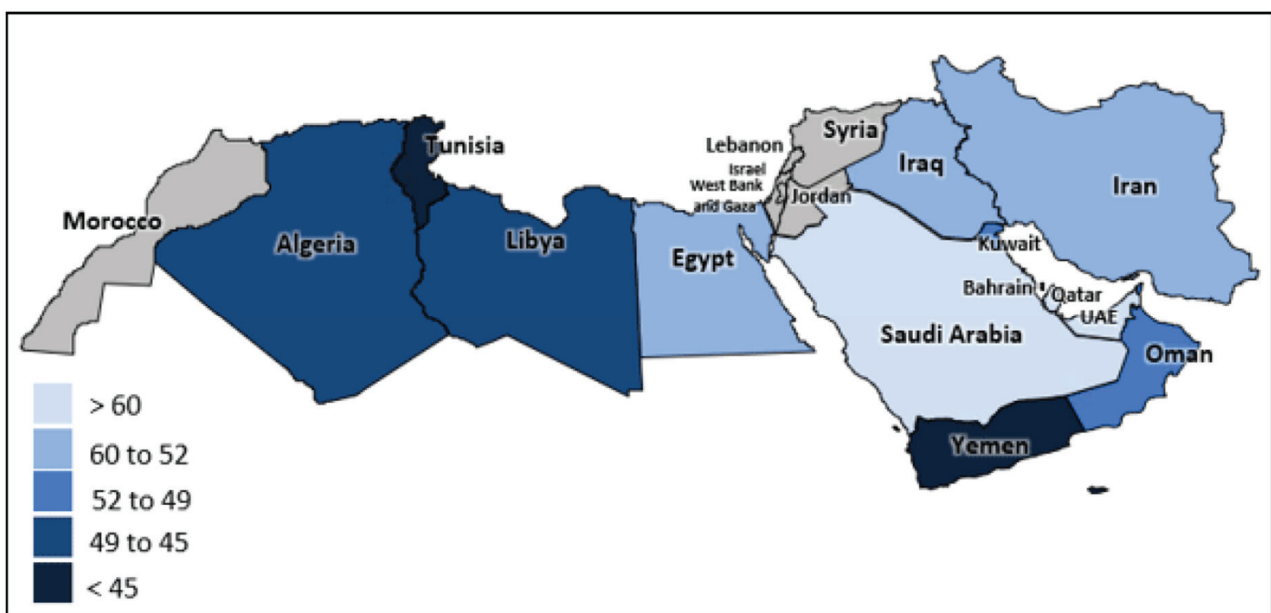 Syria
Lebanon
Iraq
Israel
Tunisia
West Bank
and Gaza
Jordan
Iran
Morocco
Algeria
Libya
Egypt
Kuwait
Bahrain
Qatar
UAE
Saudi Arabia
Oman
Yemen
> 60
60 to 52
52 to 49
49 to 45
< 45